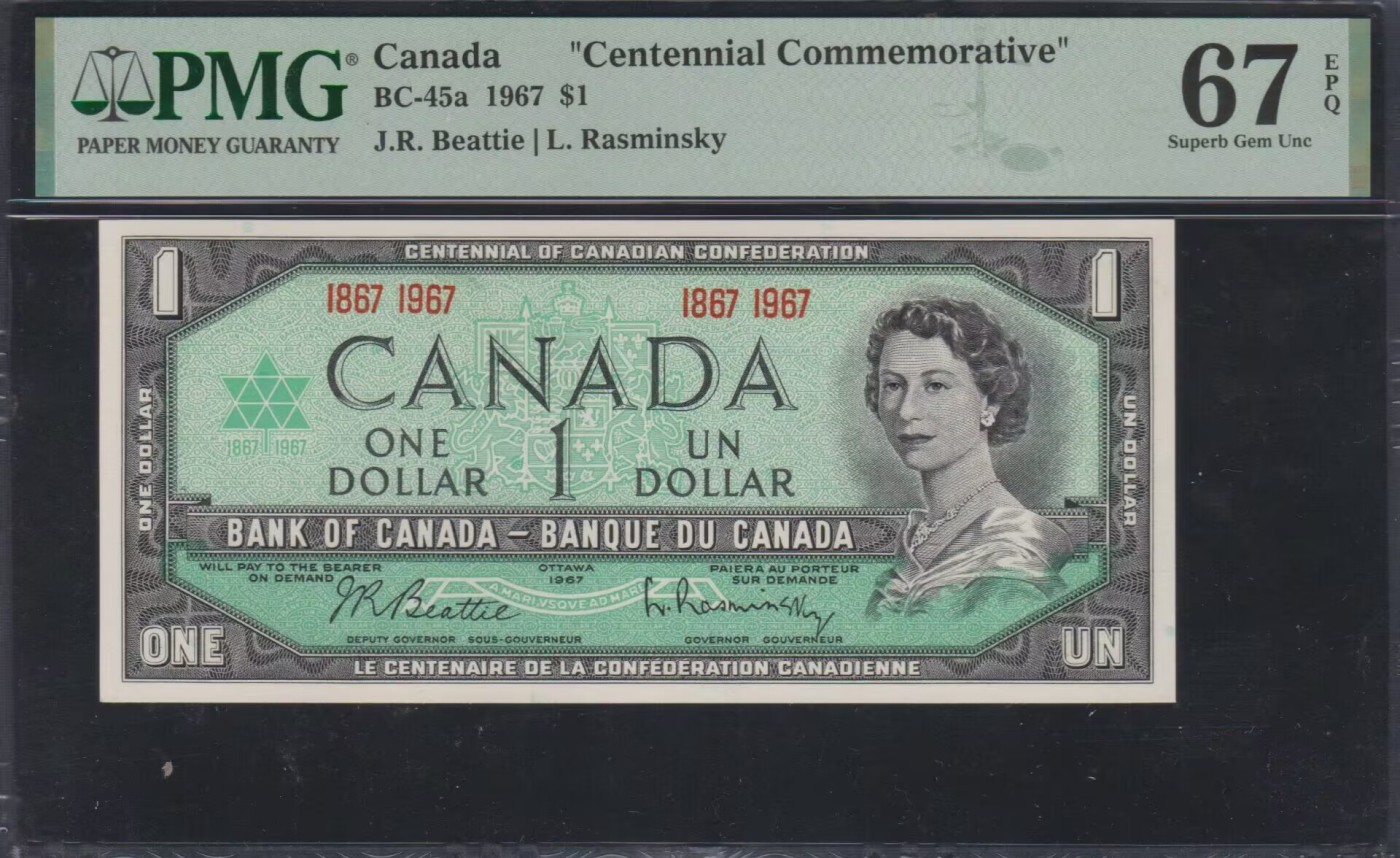 PMG®
PAPER MONEY GUARANTY
Canada "Centennial Commemorative"
BC-45a 1967 $1
J.R. Beattie | L. Rasminsky
67 EPQ
Superb Gem Unc
CENTENNIAL OF CANADIAN CONFEDERATION
1 1
1867 1967 1867 1967
CANADA
1867 1967
ONE DOLLAR 1 UN DOLLAR
ONE DOLLAR
UN DOLLAR
BANK OF CANADA – BANQUE DU CANADA
WILL PAY TO THE BEARER ON DEMAND
OTTAWA
1967
PAIERA AU PORTEUR SUR DEMANDE
A MARI VSQVE AD MARE
JRBeattie
L. Rasminsky
DEPUTY GOVERNOR SOUS-GOUVERNEUR
GOVERNOR GOUVERNEUR
ONE UN
LE CENTENAIRE DE LA CONFÉDÉRATION CANADIENNE